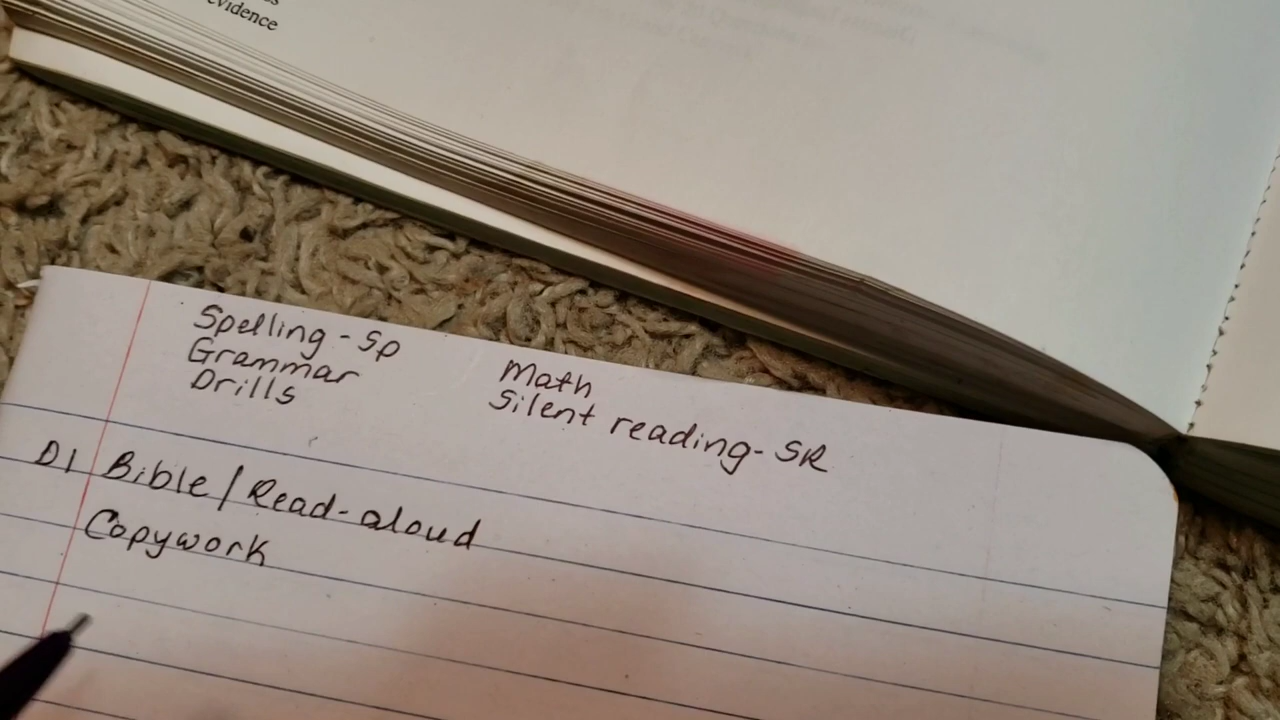 evidence
Spelling - Sp
Grammar
Drills
Math
Silent reading - SR
D1 Bible / Read-aloud
Copywork